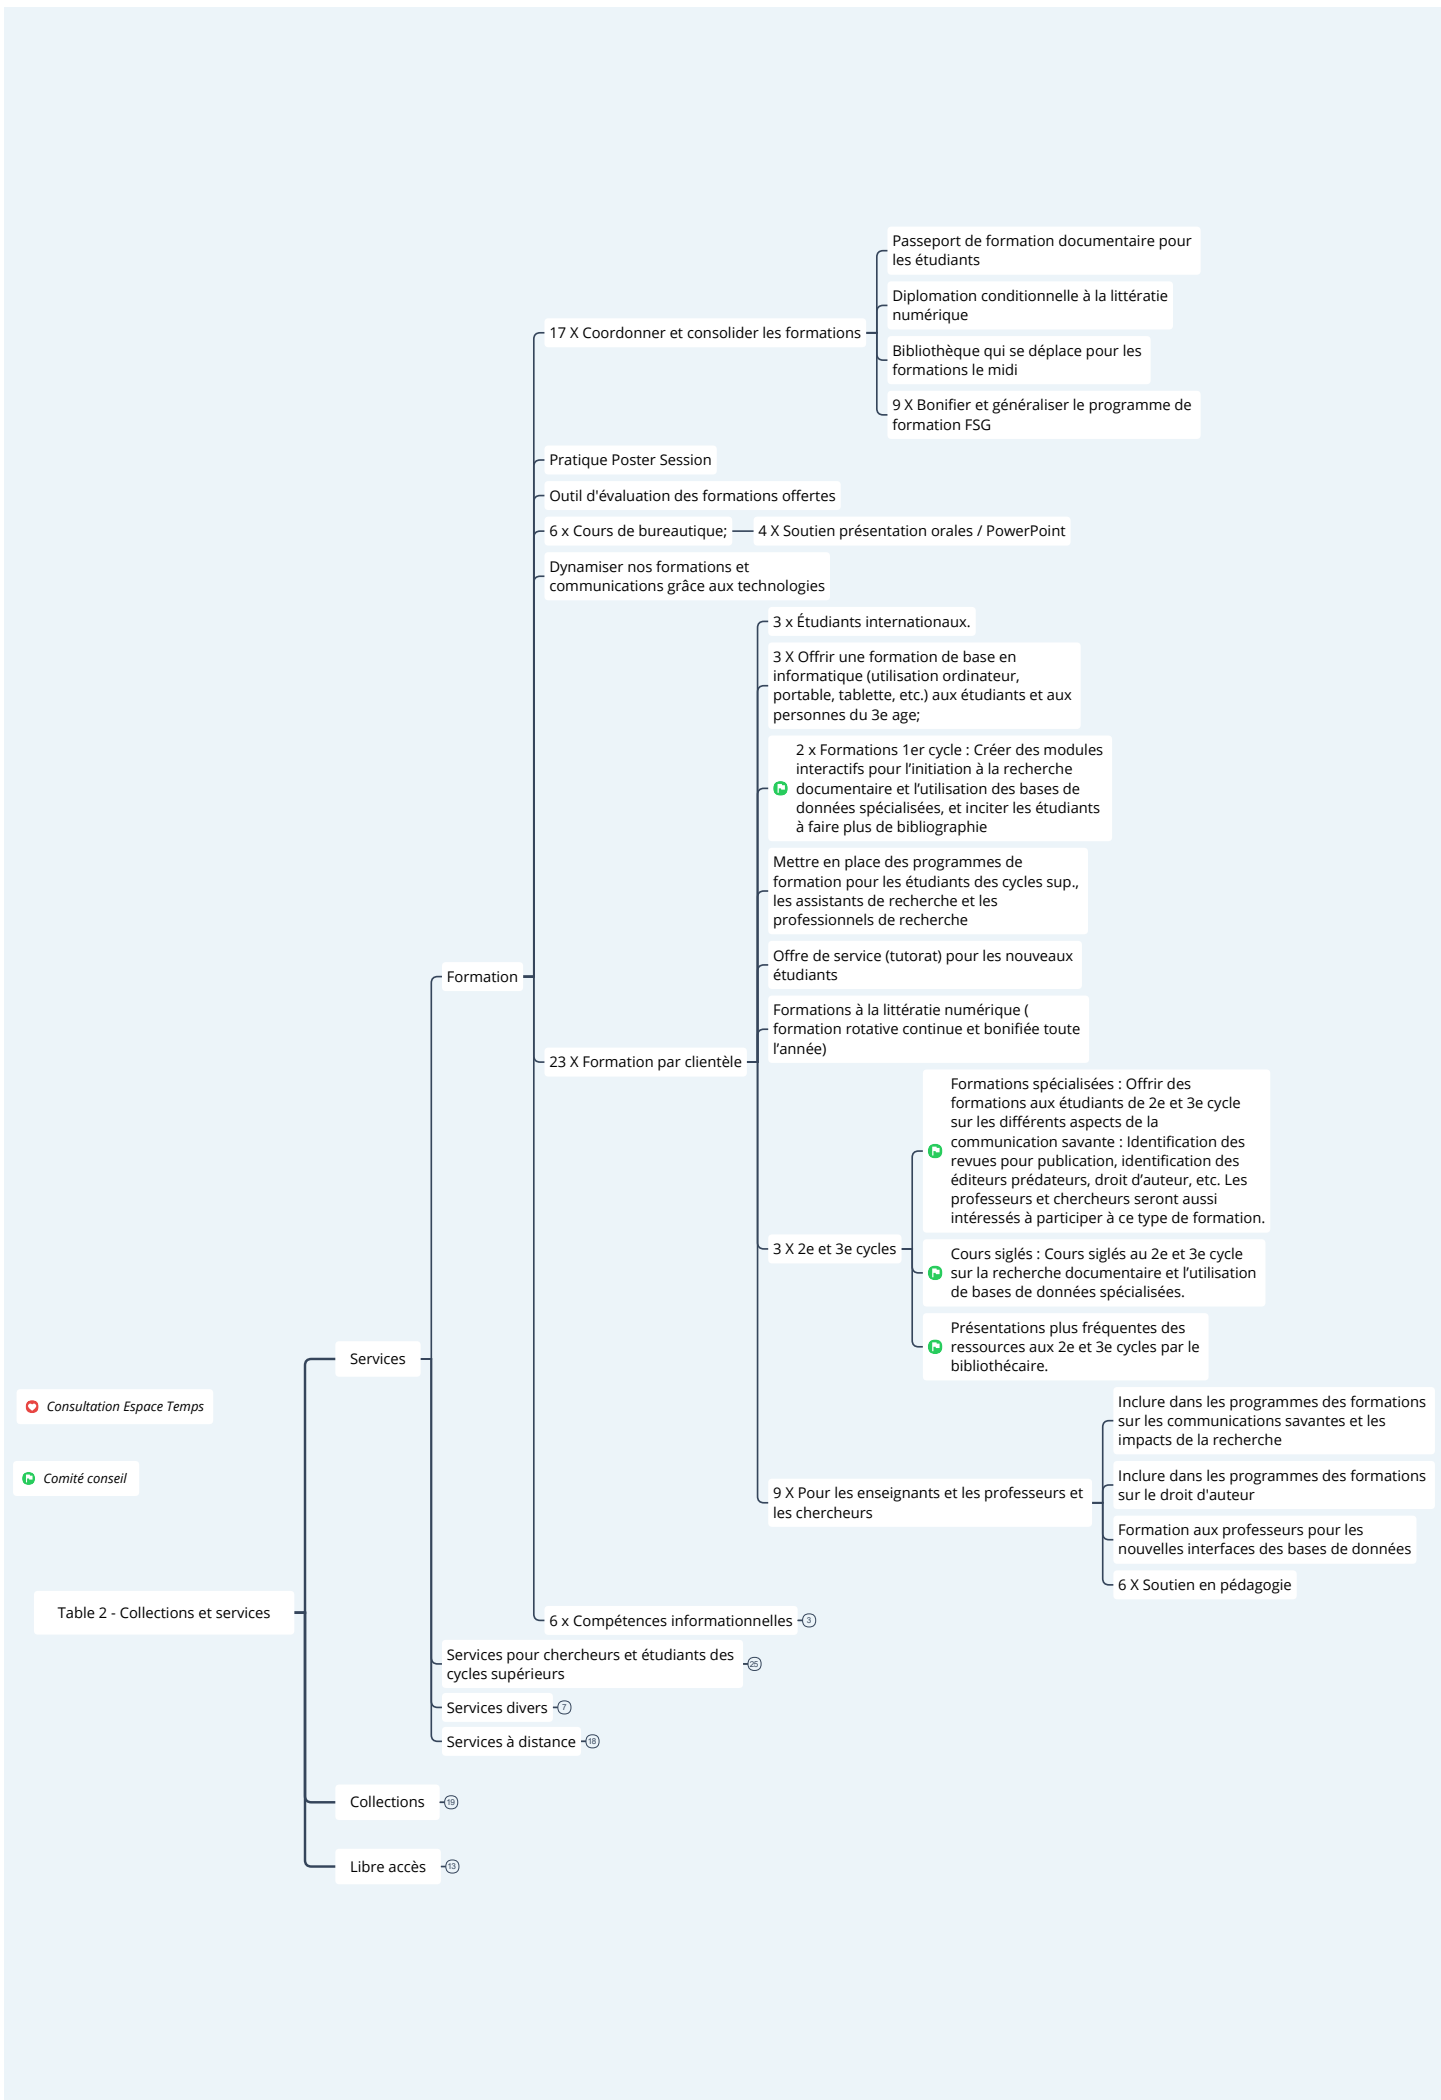 Passeport de formation documentaire pour
les étudiants
Diplomation conditionnelle à la littératie
numérique
17 X Coordonner et consolider les formations
Bibliothèque qui se déplace pour les
formations le midi
9 X Bonifier et généraliser le programme de
formation FSG
Pratique Poster Session
Outil d'évaluation des formations offertes
6 x Cours de bureautique;
4 X Soutien présentation orales / PowerPoint
Dynamiser nos formations et
communications grâce aux technologies
3 x Étudiants internationaux.
3 X Offrir une formation de base en
informatique (utilisation ordinateur,
portable, tablette, etc.) aux étudiants et aux
personnes du 3e age;
2 x Formations 1er cycle : Créer des modules
interactifs pour l’initiation à la recherche
documentaire et l’utilisation des bases de
données spécialisées, et inciter les étudiants
à faire plus de bibliographie
Mettre en place des programmes de
formation pour les étudiants des cycles sup.,
les assistants de recherche et les
professionnels de recherche
Offre de service (tutorat) pour les nouveaux
étudiants
Formation
Formations à la littératie numérique (
formation rotative continue et bonifiée toute
l’année)
23 X Formation par clientèle
Formations spécialisées : Offrir des
formations aux étudiants de 2e et 3e cycle
sur les différents aspects de la
communication savante : Identification des
revues pour publication, identification des
éditeurs prédateurs, droit d’auteur, etc. Les
professeurs et chercheurs seront aussi
intéressés à participer à ce type de formation.
3 X 2e et 3e cycles
Cours siglés : Cours siglés au 2e et 3e cycle
sur la recherche documentaire et l’utilisation
de bases de données spécialisées.
Présentations plus fréquentes des
ressources aux 2e et 3e cycles par le
bibliothécaire.
Services
Consultation Espace Temps
Comité conseil
Inclure dans les programmes des formations
sur les communications savantes et les
impacts de la recherche
Inclure dans les programmes des formations
sur le droit d'auteur
9 X Pour les enseignants et les professeurs et
les chercheurs
Formation aux professeurs pour les
nouvelles interfaces des bases de données
6 X Soutien en pédagogie
Table 2 - Collections et services
6 x Compétences informationnelles
3
Services pour chercheurs et étudiants des
cycles supérieurs
25
Services divers
7
Services à distance
18
Collections
19
Libre accès
13